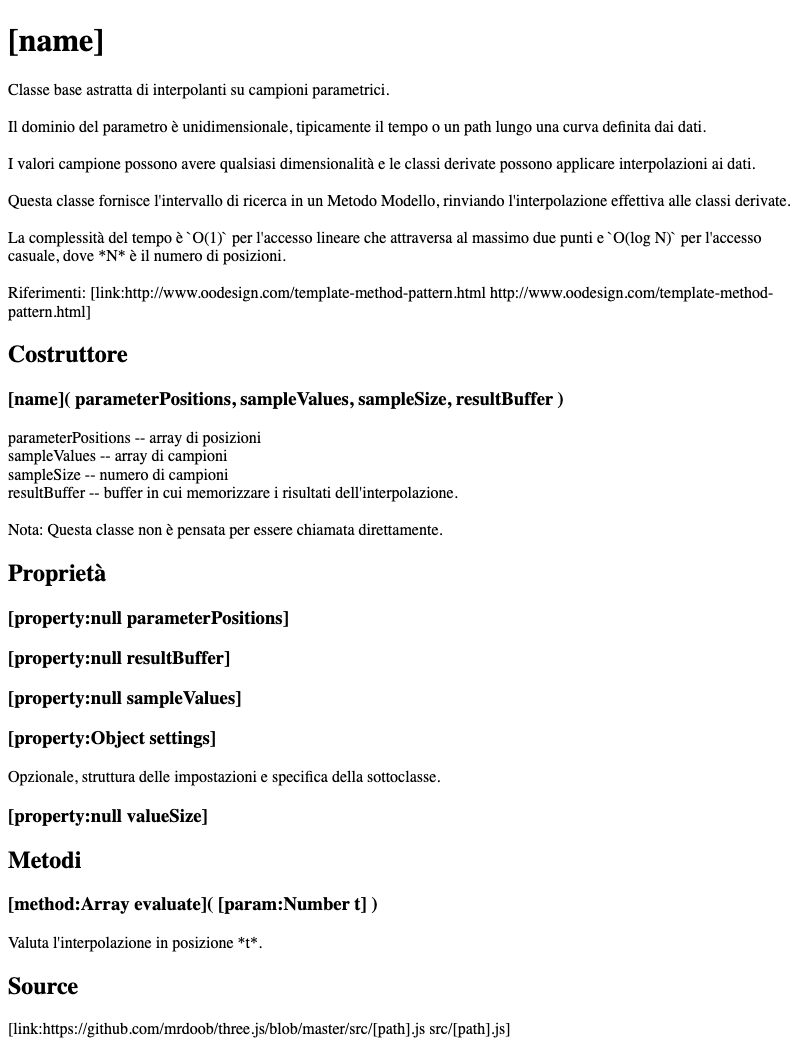 [name]
Classe base astratta di interpolanti su campioni parametrici.
Il dominio del parametro è unidimensionale, tipicamente il tempo o un path lungo una curva definita dai dati.
I valori campione possono avere qualsiasi dimensionalità e le classi derivate possono applicare interpolazioni ai dati.
Questa classe fornisce l'intervallo di ricerca in un Metodo Modello, rinviando l'interpolazione effettiva alle classi derivate.
La complessità del tempo è `O(1)` per l'accesso lineare che attraversa al massimo due punti e `O(log N)` per l'accesso
casuale, dove *N* è il numero di posizioni.
Riferimenti: [link:http://www.oodesign.com/template-method-pattern.html http://www.oodesign.com/template-method-
pattern.html]
Costruttore
[name]( parameterPositions, sampleValues, sampleSize, resultBuffer )
parameterPositions -- array di posizioni
sampleValues -- array di campioni
sampleSize -- numero di campioni
resultBuffer -- buffer in cui memorizzare i risultati dell'interpolazione.
Nota: Questa classe non è pensata per essere chiamata direttamente.
Proprietà
[property:null parameterPositions]
[property:null resultBuffer]
[property:null sampleValues]
[property:Object settings]
Opzionale, struttura delle impostazioni e specifica della sottoclasse.
[property:null valueSize]
Metodi
[method:Array evaluate]( [param:Number t] )
Valuta l'interpolazione in posizione *t*.
Source
[link:https://github.com/mrdoob/three.js/blob/master/src/[path].js src/[path].js]